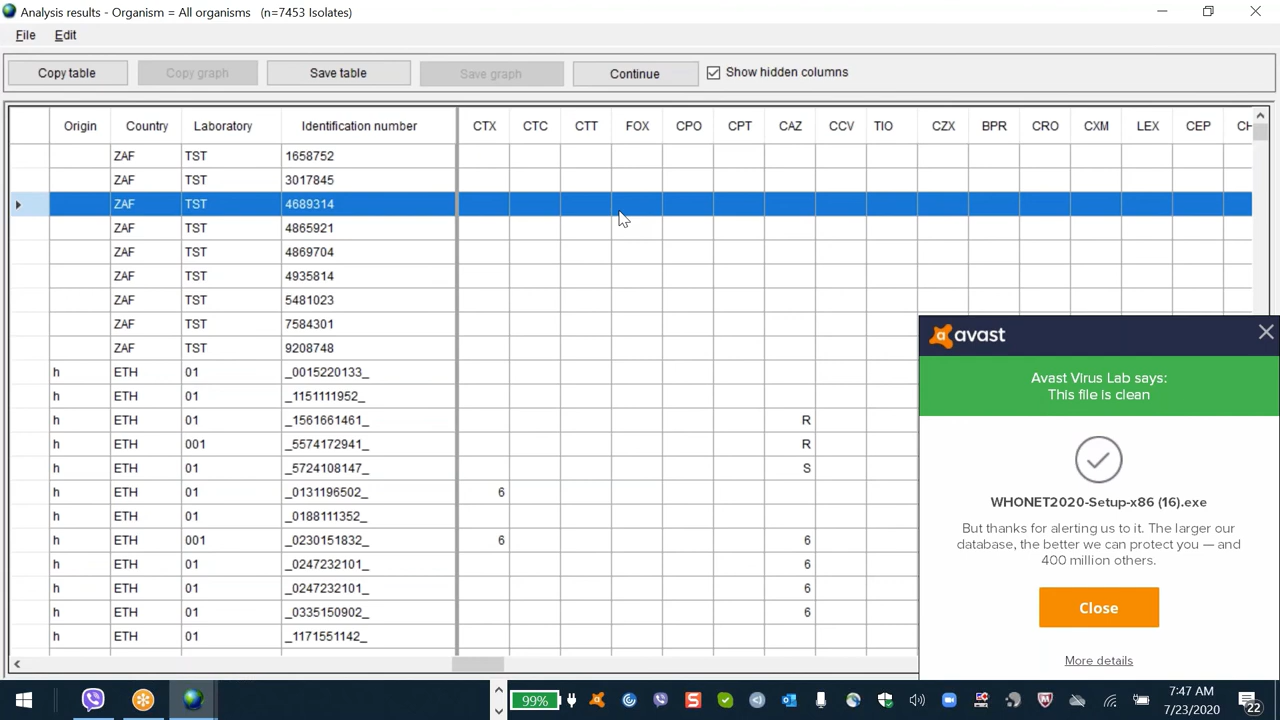 Analysis results - Organism = All organisms (n=7453 Isolates)
File Edit
Copy table Copy graph Save table Save graph Continue Show hidden columns
Origin Country Laboratory Identification number CTX CTC CTT FOX CPO CPT CAZ CCV TIO CZX BPR CRO CXM LEX CEP
ZAF TST 1658752
ZAF TST 3017845
ZAF TST 4689314
ZAF TST 4865921
ZAF TST 4869704
ZAF TST 4935814
ZAF TST 5481023
ZAF TST 7584301
ZAF TST 9208748
h ETH 01 _0015220133_
h ETH 01 _1151111952_
h ETH 01 _1561661461_ R
h ETH 001 _5574172941_ R
h ETH 01 _5724108147_ S
h ETH 01 _0131196502_ 6
h ETH 01 _0188111352_
h ETH 001 _0230151832_ 6 6
h ETH 01 _0247232101_ 6
h ETH 01 _0247232101_ 6
h ETH 01 _0335150902_ 6
h ETH 01 _1171551142_
avast
Avast Virus Lab says:
This file is clean
WHONET2020-Setup-x86 (16).exe
But thanks for alerting us to it. The larger our
database, the better we can protect you — and
400 million others.
Close
More details
99%
7:47 AM
7/23/2020
22